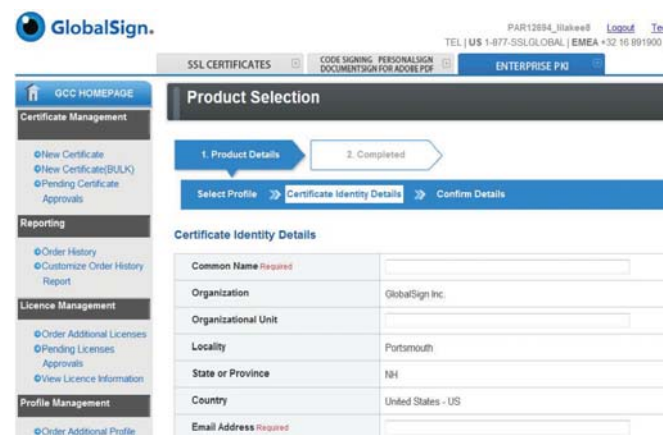 GlobalSign.
PAR12694_lilakee8 Logout
TEL | US 1-877-SSLGLOBAL | EMEA +32 16 891900
SSL CERTIFICATES
CODE SIGNING PERSONALSIGN
DOCUMENTSIGN FOR ADOBE PDF
ENTERPRISE PKI
GCC HOMEPAGE
Certificate Management
New Certificate
New Certificate(BULK)
Pending Certificate
Approvals
Reporting
Order History
Customize Order History
Report
Licence Management
Order Additional Licenses
Pending Licenses
Approvals
View Licence Information
Profile Management
Order Additional Profile
Product Selection
1. Product Details
2. Completed
Select Profile
Certificate Identity Details
Confirm Details
Certificate Identity Details
Common Name Required
Organization GlobalSign Inc.
Organizational Unit
Locality Portsmouth
State or Province NH
Country United States - US
Email Address Required